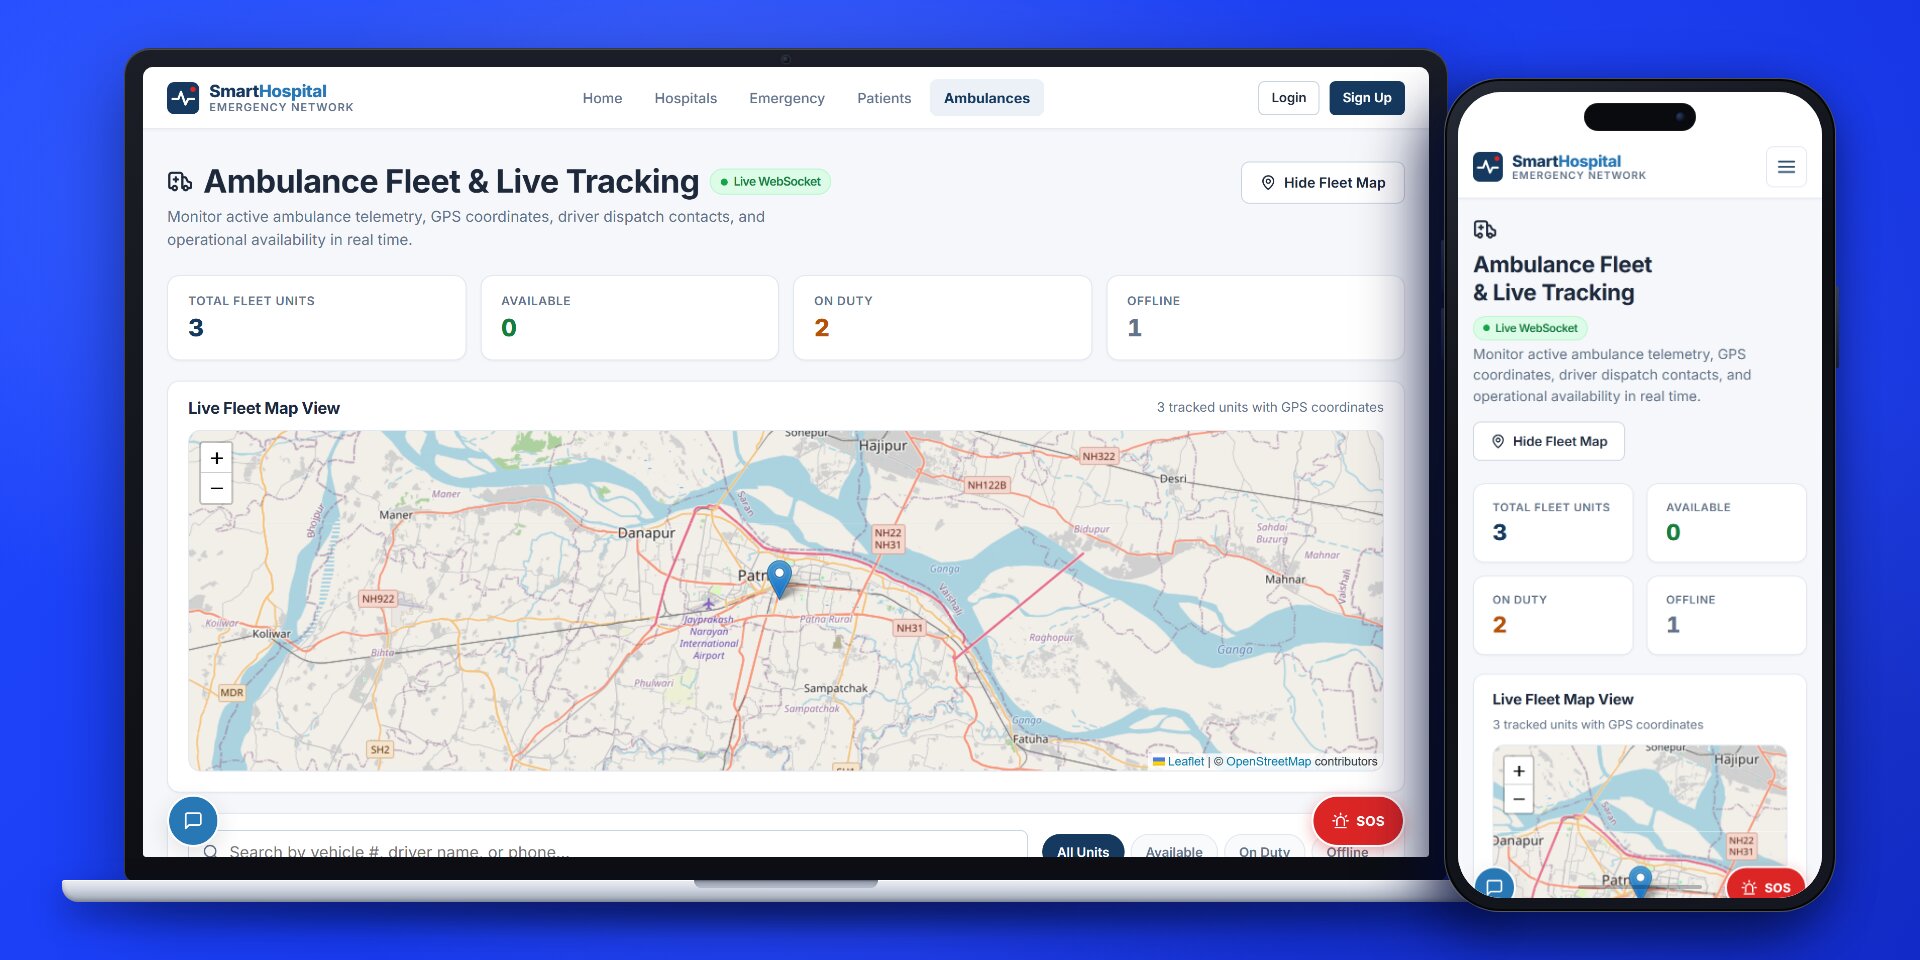 SmartHospital
EMERGENCY NETWORK
Home
Hospitals
Emergency
Patients
Ambulances
Login
Sign Up
Ambulance Fleet & Live Tracking
Live WebSocket
Hide Fleet Map
Monitor active ambulance telemetry, GPS coordinates, driver dispatch contacts, and
operational availability in real time.
TOTAL FLEET UNITS
3
AVAILABLE
0
ON DUTY
2
OFFLINE
1
Live Fleet Map View
3 tracked units with GPS coordinates
+
−
Sonepur
Hajipur
NH322
Desri
NH122B
Maner
Maner
Saran
Bhojpur
Danapur
NH22
NH31
Bidupur
Sahdai
Buzurg
Mahnar
Ganga
Vaishali
Mahnar
Vaishali
Patn
NH922
Jayprakash
Narayan
International
Airport
Patna Rural
NH31
Koilwar
Koliwar
Bihta
Raghopur
Ganga
Phulwari
Sampatchak
Sampatchak
MDR
Ganga
Fatuha
SH2
Leaflet | © OpenStreetMap contributors
SOS
Search by vehicle #, driver name, or phone...
All Units
Available
On Duty
Offline
SmartHospital
EMERGENCY NETWORK
Ambulance Fleet
& Live Tracking
Live WebSocket
Monitor active ambulance telemetry, GPS
coordinates, driver dispatch contacts, and
operational availability in real time.
Hide Fleet Map
TOTAL FLEET UNITS
3
AVAILABLE
0
ON DUTY
2
OFFLINE
1
Live Fleet Map View
3 tracked units with GPS coordinates
+
−
Sonepur
Hajipur
Saran
Danapur
NH22
NH31
Patn
SOS